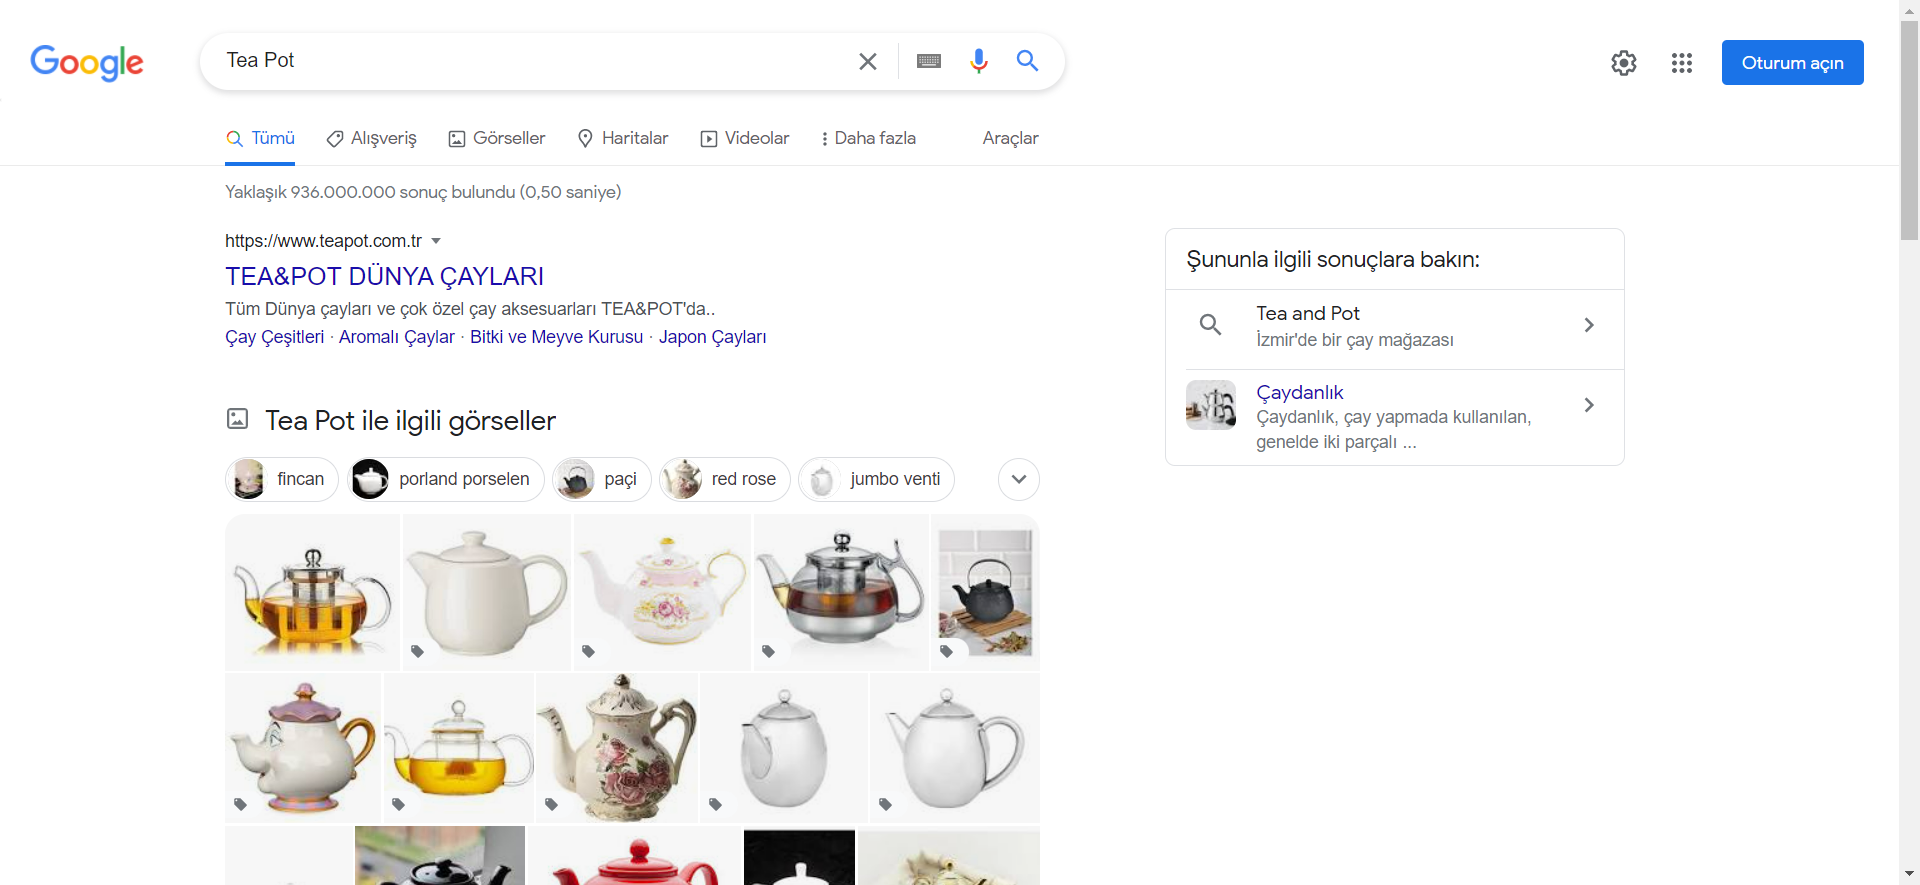 Google
Tea Pot
Oturum açın
Tümü
Alışveriş
Görseller
Haritalar
Videolar
Daha fazla
Araçlar
Yaklaşık 936.000.000 sonuç bulundu (0,50 saniye)
https://www.teapot.com.tr
TEA&POT DÜNYA ÇAYLARI
Tüm Dünya çayları ve çok özel çay aksesuarları TEA&POT'da..
Çay Çeşitleri · Aromalı Çaylar · Bitki ve Meyve Kurusu · Japon Çayları
Tea Pot ile ilgili görseller
fincan
porland porselen
paçi
red rose
jumbo venti
Şununla ilgili sonuçlara bakın:
Tea and Pot
İzmir'de bir çay mağazası
Çaydanlık
Çaydanlık, çay yapmada kullanılan,
genelde iki parçalı ...